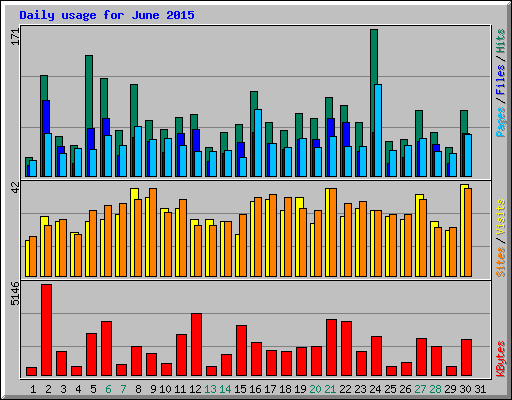 Daily usage for June 2015
171
Pages / Files / Hits
42
Sites / Visits
5146
KBytes
1 2 3 4 5 6 7 8 9 10 11 12 13 14 15 16 17 18 19 20 21 22 23 24 25 26 27 28 29 30 31